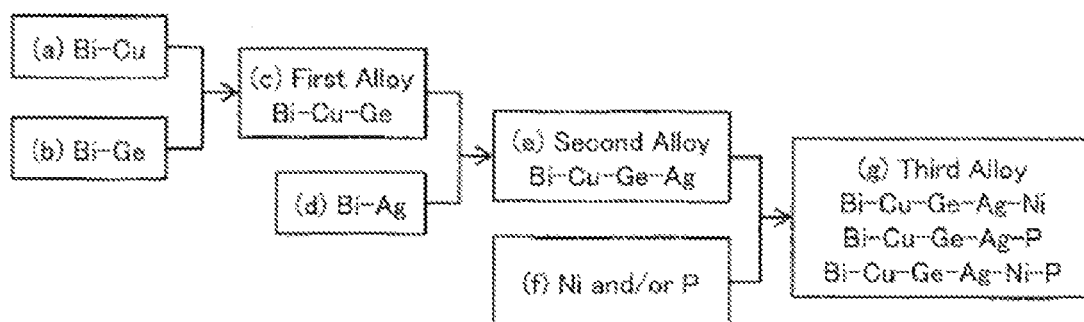 (a) Bi-Cu
(b) Bi-Ge
(c) First Alloy
Bi-Cu-Ge
(d) Bi-Ag
(e) Second Alloy
Bi-Cu-Ge-Ag
(f) Ni and/or P
(g) Third Alloy
Bi-Cu-Ge-Ag-Ni
Bi-Cu-Ge-Ag-P
Bi-Cu-Ge-Ag-Ni-P